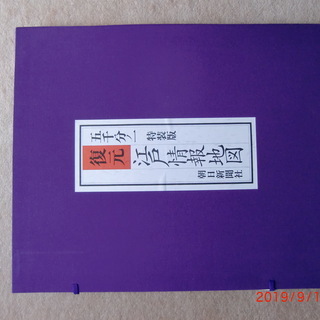 五千分ノ一 特装版
復元 江戸情報地図
朝日新聞社
2019/9/1